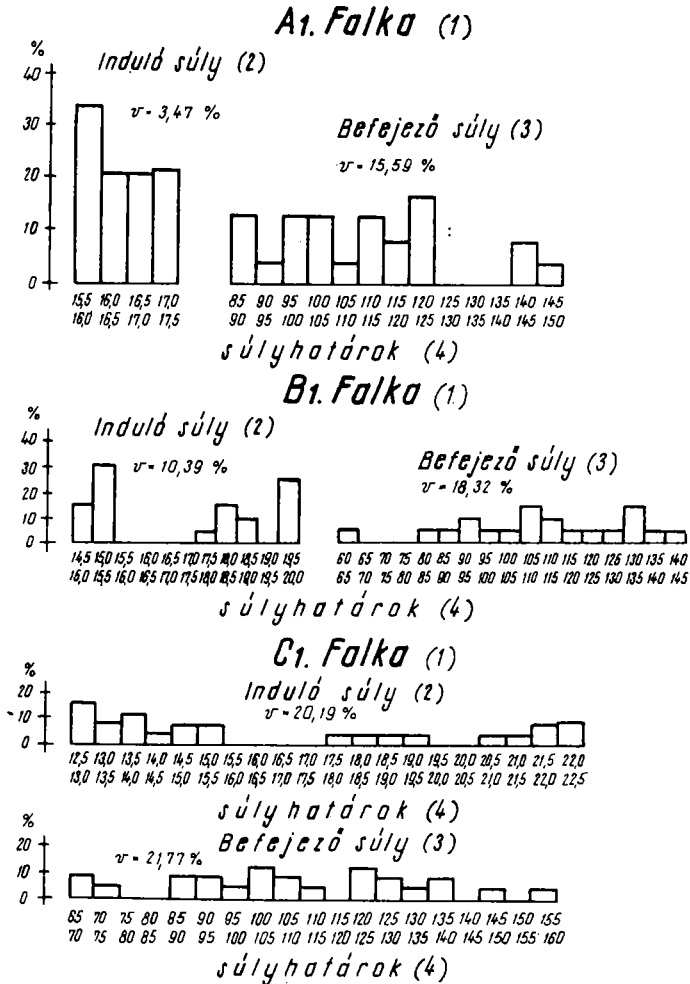 A1. Falka (1)
%
Induló súly (2)
40
v= 3,47 %
30
Befejező súly (3)
v= 15,59 %
20
10
0
15,5 16,0 16,5 17,0
16,0 16,5 17,0 17,5
85 90 95 100 105 110 115 120 125 130 135 140 145
90 95 100 105 110 115 120 125 130 135 140 145 150
súlyhatárok (4)
B1. Falka (1)
%
Induló súly (2)
40
v= 10,39 %
Befejező súly (3)
30
v= 18,32 %
20
10
0
14,5 15,0 15,5 16,0 16,5 17,0 17,5 18,0 18,5 19,0 19,5
16,0 15,5 16,0 16,5 17,0 17,5 18,0 18,5 19,0 19,5 20,0
60 65 70 75 80 85 90 95 100 105 110 115 120 126 130 135 140
65 70 75 80 85 90 95 100 105 110 115 120 125 130 135 140 145
súlyhatárok (4)
C1. Falka (1)
%
Induló súly (2)
20
v= 20,19 %
10
0
12,5 13,0 13,5 14,0 14,5 15,0 15,5 16,0 16,5 17,0 17,5 18,0 18,5 19,0 19,5 20,0 20,5 21,0 21,5 22,0
13,0 13,5 14,0 14,5 15,0 15,5 16,0 16,5 17,0 17,5 18,0 18,5 19,0 19,5 20,0 20,5 21,0 21,5 22,0 22,5
súlyhatárok (4)
%
Befejező súly (3)
20
v= 21,77 %
10
0
65 70 75 80 85 90 95 100 105 110 115 120 125 130 135 140 145 150 155
70 75 80 85 90 95 100 105 110 115 120 125 130 135 140 145 150 155 160
súlyhatárok (4)